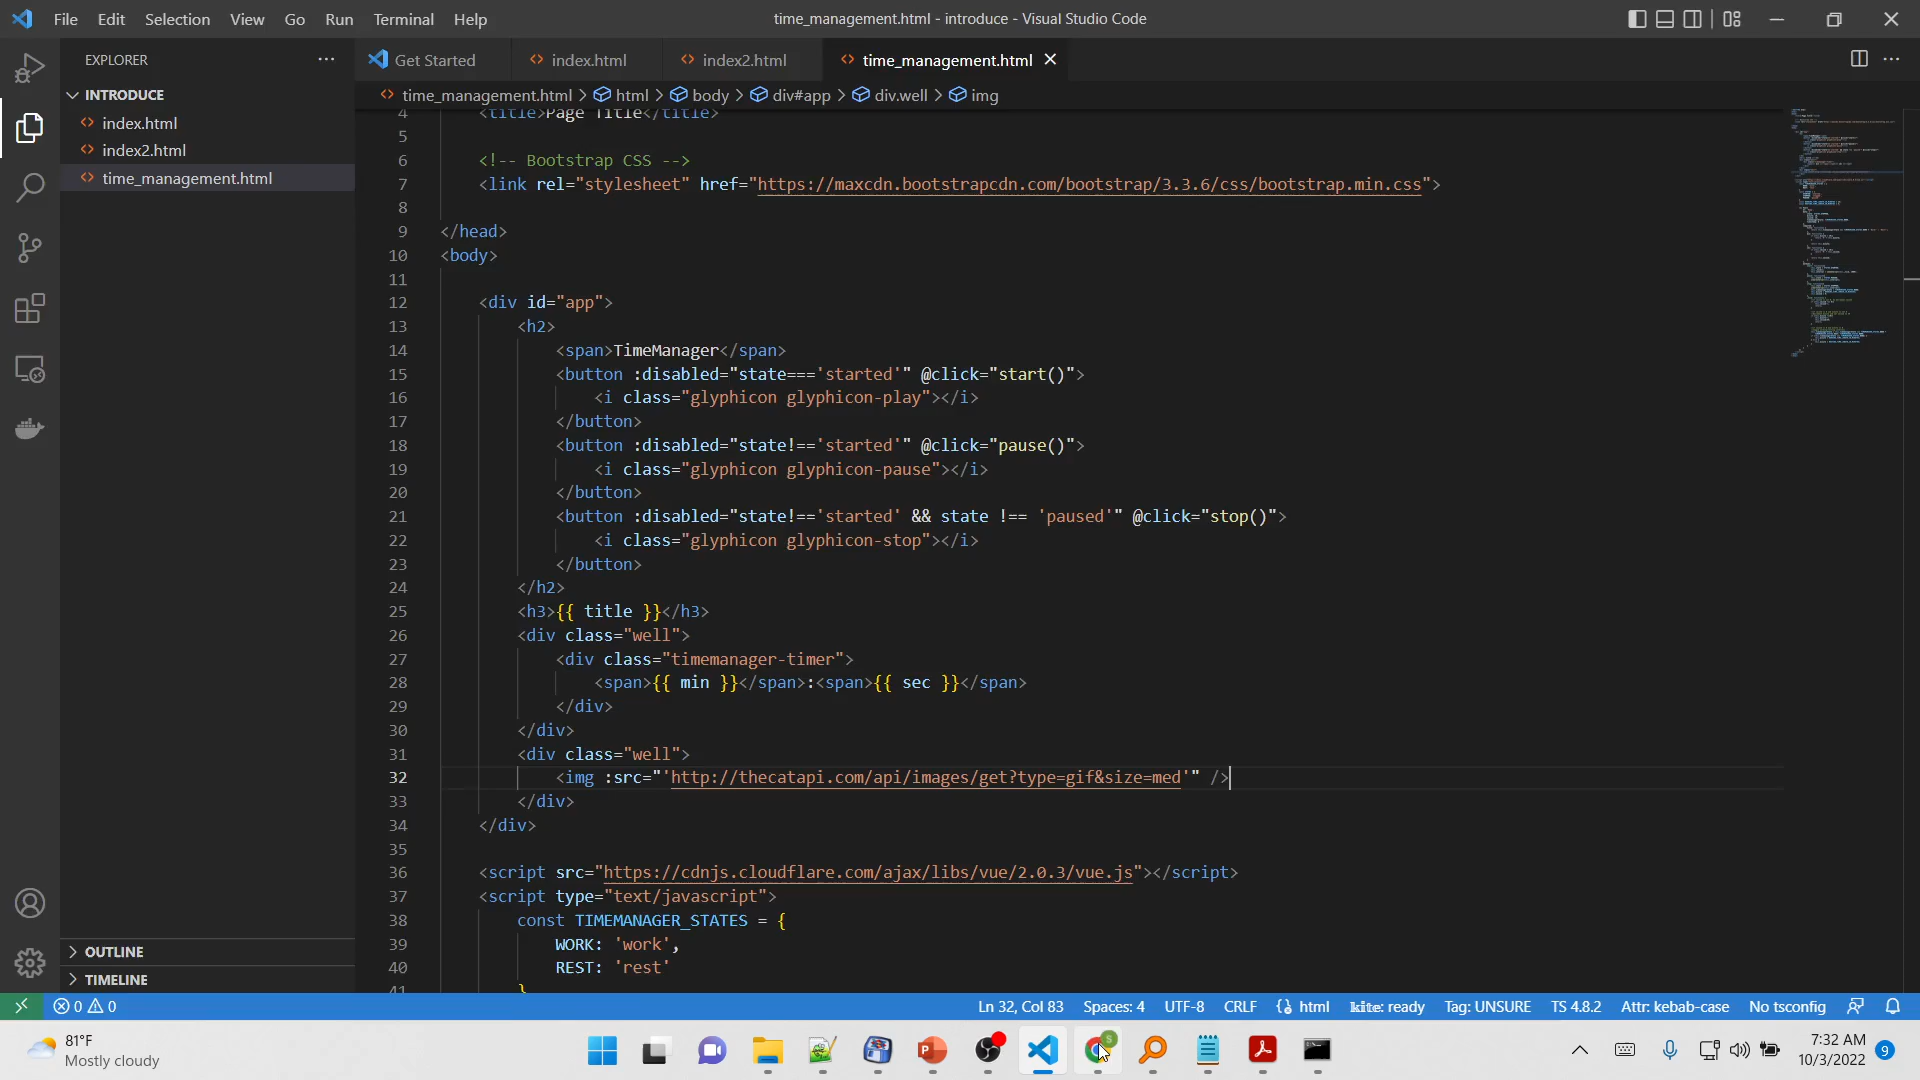 File Edit Selection View Go Run Terminal Help
time_management.html - introduce - Visual Studio Code
EXPLORER
Get Started
index.html
index2.html
time_management.html
INTRODUCE
index.html
index2.html
time_management.html
OUTLINE
TIMELINE
time_management.html > html > body > div#app > div.well > img
4 <title>Page Title</title>
5
6 <!-- Bootstrap CSS -->
7 <link rel="stylesheet" href="https://maxcdn.bootstrapcdn.com/bootstrap/3.3.6/css/bootstrap.min.css">
8
9 </head>
10 <body>
11
12 <div id="app">
13 <h2>
14 <span>TimeManager</span>
15 <button :disabled="state==='started'" @click="start()">
16 <i class="glyphicon glyphicon-play"></i>
17 </button>
18 <button :disabled="state!=='started'" @click="pause()">
19 <i class="glyphicon glyphicon-pause"></i>
20 </button>
21 <button :disabled="state!=='started' && state !== 'paused'" @click="stop()">
22 <i class="glyphicon glyphicon-stop"></i>
23 </button>
24 </h2>
25 <h3>{{ title }}</h3>
26 <div class="well">
27 <div class="timemanager-timer">
28 <span>{{ min }}</span>:<span>{{ sec }}</span>
29 </div>
30 </div>
31 <div class="well">
32 <img :src="'http://thecatapi.com/api/images/get?type=gif&size=med'" />
33 </div>
34 </div>
35
36 <script src="https://cdnjs.cloudflare.com/ajax/libs/vue/2.0.3/vue.js"></script>
37 <script type="text/javascript">
38 const TIMEMANAGER_STATES = {
39 WORK: 'work',
40 REST: 'rest'
41 }
0 0
Ln 32, Col 83 Spaces: 4 UTF-8 CRLF html kite: ready Tag: UNSURE TS 4.8.2 Attr: kebab-case No tsconfig
81°F
Mostly cloudy
7:32 AM
10/3/2022
9